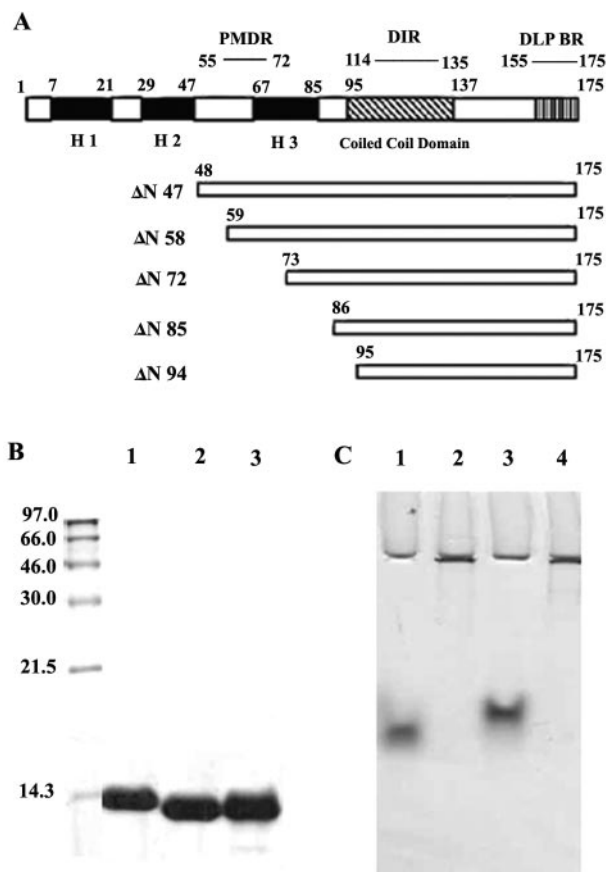 A
PMDR DIR DLP BR
55 72 114 135 155 175
1 7 21 29 47 67 85 95 137 175
H 1 H 2 H 3 Coiled Coil Domain
48 175
ΔN 47
59 175
ΔN 58
73 175
ΔN 72
86 175
ΔN 85
95 175
ΔN 94
B 1 2 3
97.0
66.0
46.0
30.0
21.5
14.3
C 1 2 3 4